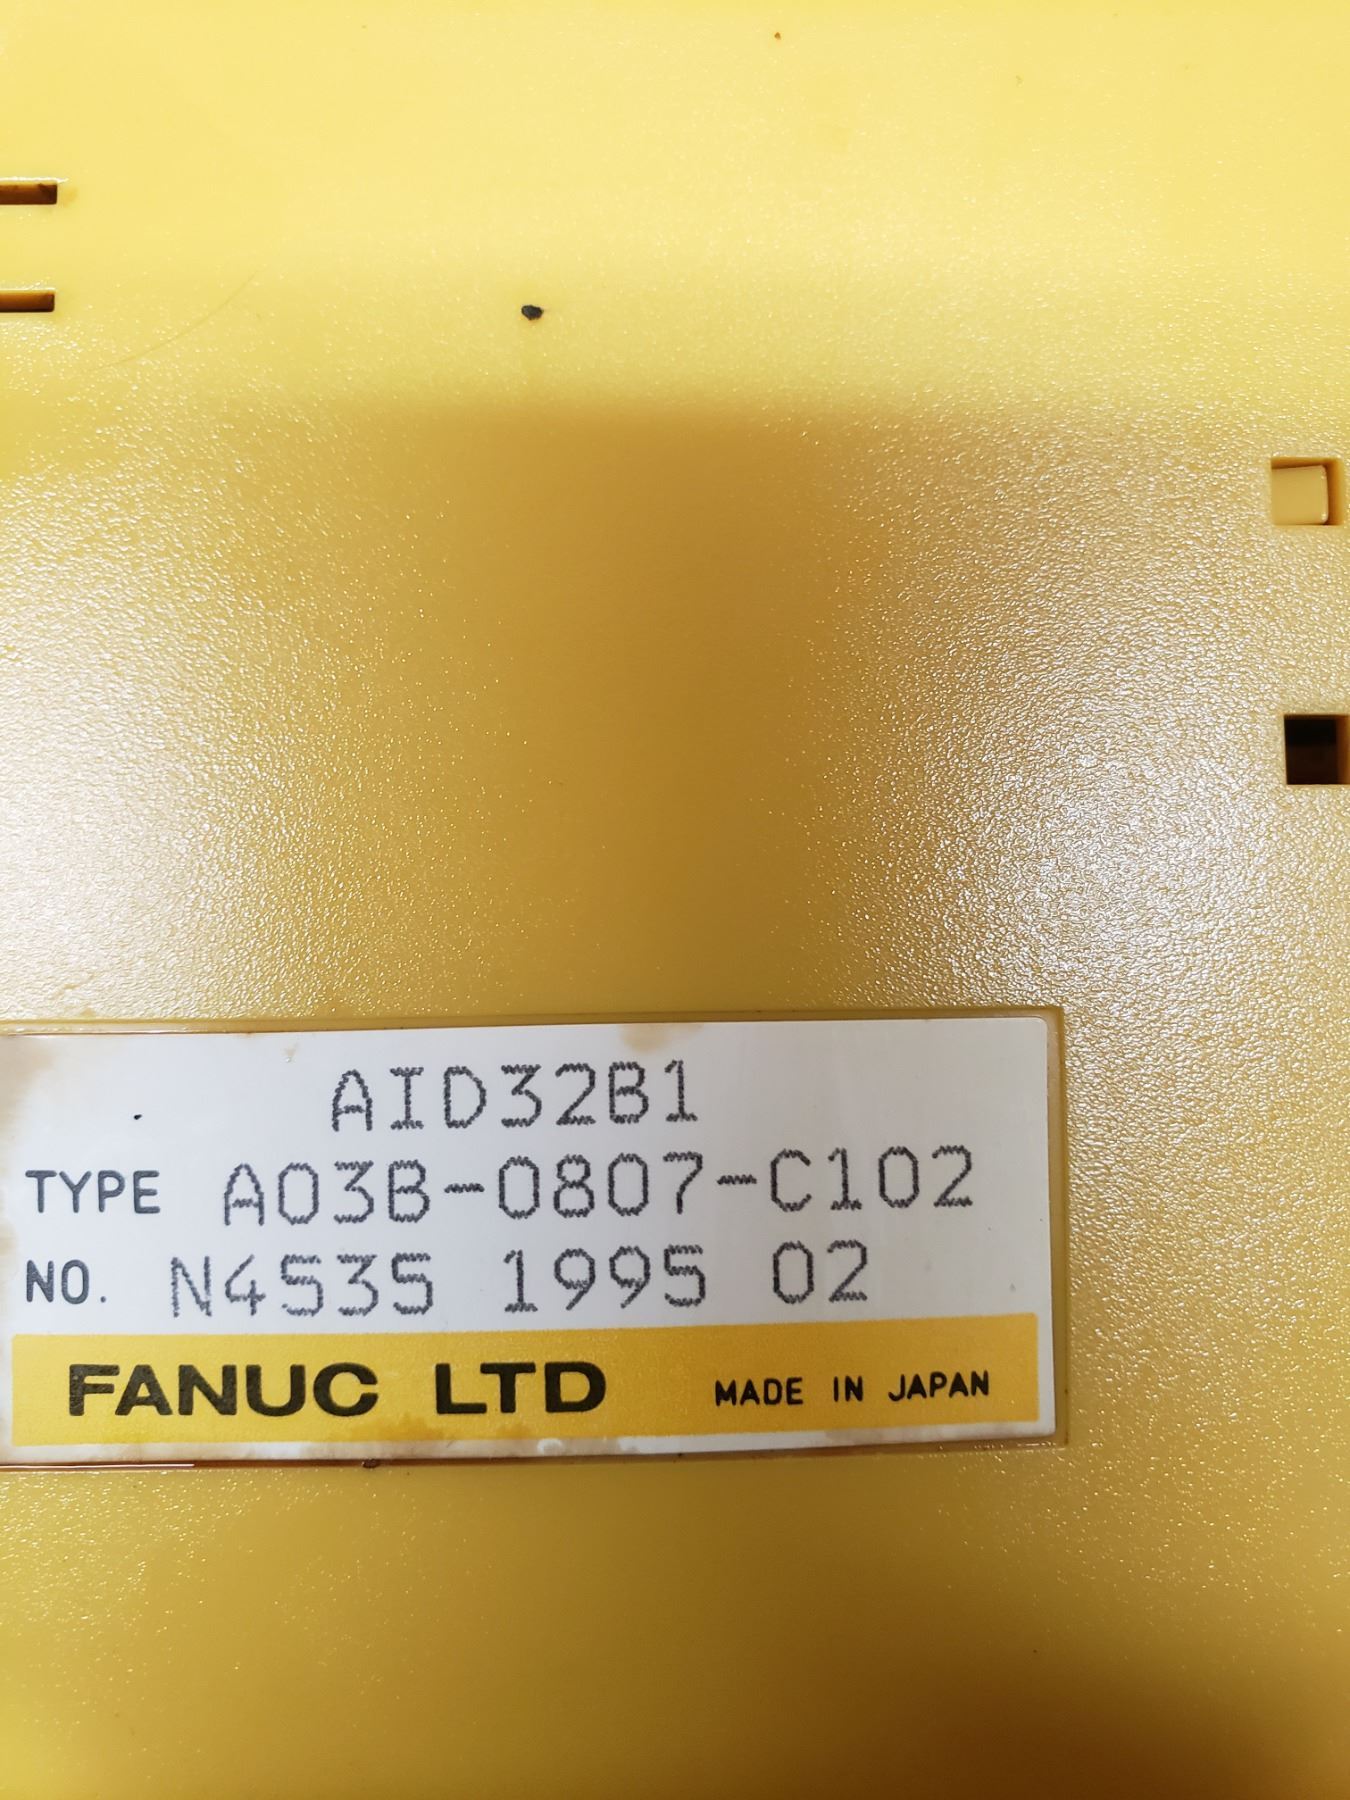 AID32B1
TYPE A03B-0807-C102
NO. N4535 1995 02
FANUC LTD MADE IN JAPAN